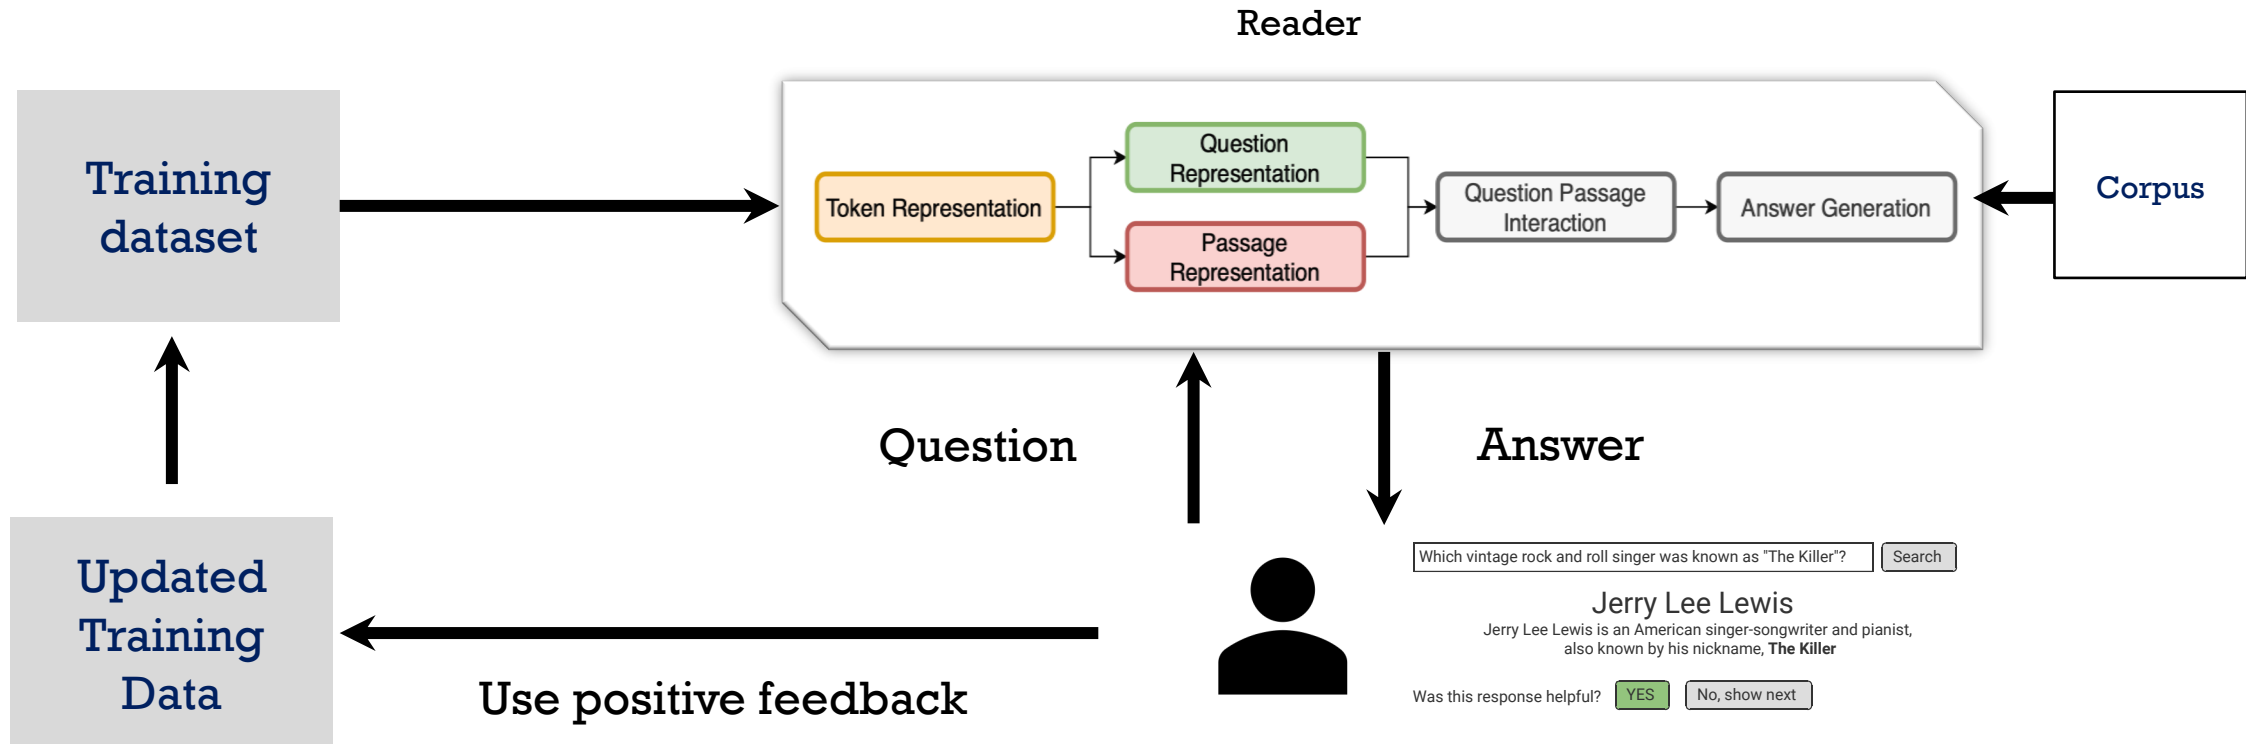 Reader
Training
dataset
Token Representation
Question
Representation
Passage
Representation
Question Passage
Interaction
Answer Generation
Corpus
Question
Answer
Updated
Training
Data
Use positive feedback
Which vintage rock and roll singer was known as "The Killer"?
Search
Jerry Lee Lewis
Jerry Lee Lewis is an American singer-songwriter and pianist,
also known by his nickname, The Killer
Was this response helpful?
YES
No, show next